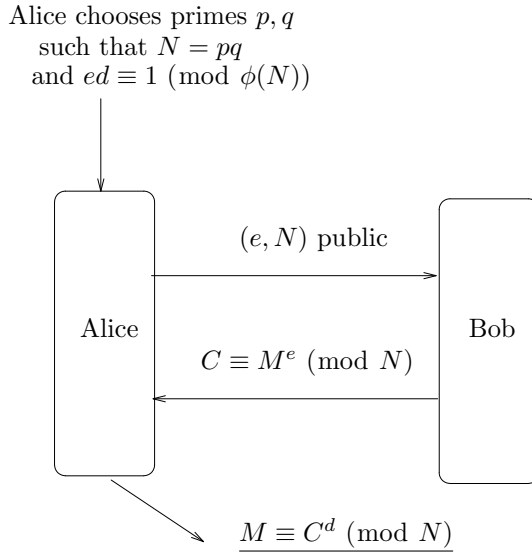 Alice chooses primes p, q
such that N = pq
and ed ≡ 1 (mod ϕ(N))
(e, N) public
Alice
Bob
C ≡ M^e (mod N)
M ≡ C^d (mod N)